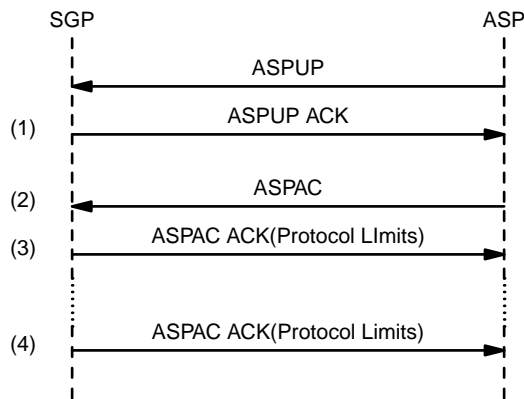 SGP ASP
ASPUP
(1) ASPUP ACK
(2) ASPAC
(3) ASPAC ACK(Protocol LImits)
(4) ASPAC ACK(Protocol Limits)